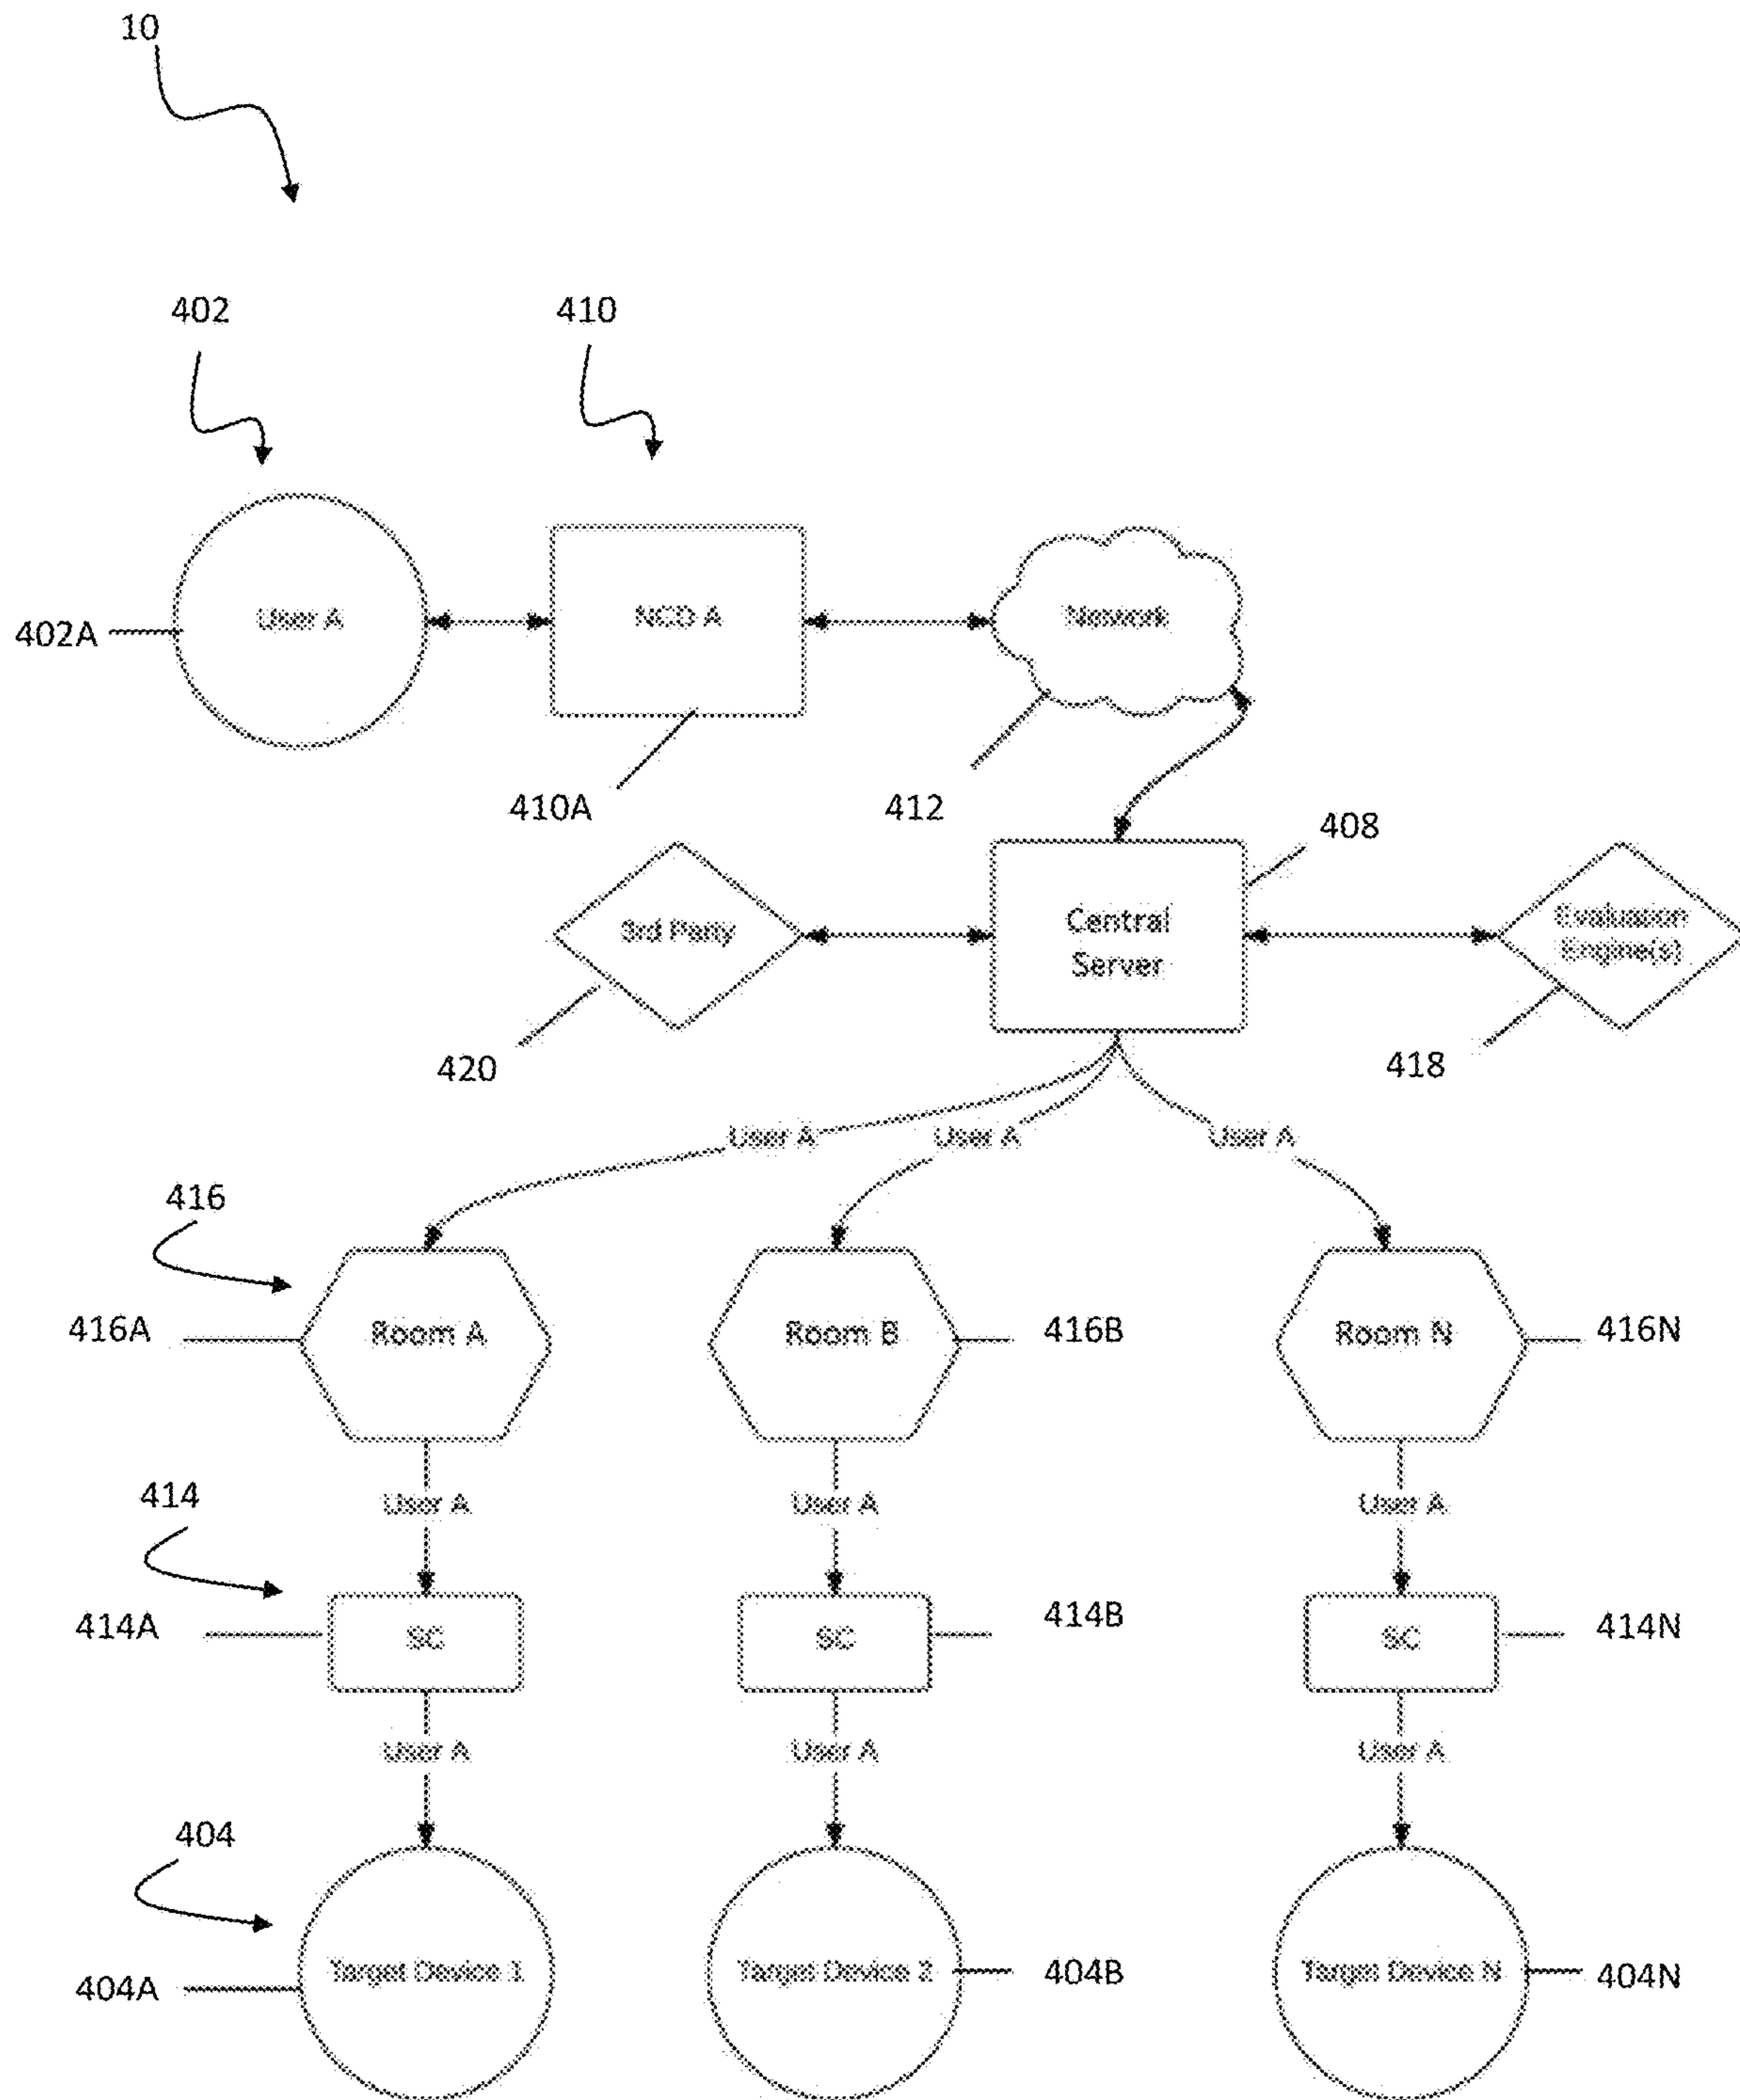 10
402
410
User A
NCD A
Network
402A
410A
412
408
3rd Party
Central
Server
Evaluation
Engine(s)
420
418
User A
User A
User A
416
416A
Room A
Room B
416B
Room N
416N
User A
User A
User A
414
414A
SC
SC
414B
SC
414N
User A
User A
User A
404
404A
Target Device 1
Target Device 2
404B
Target Device N
404N